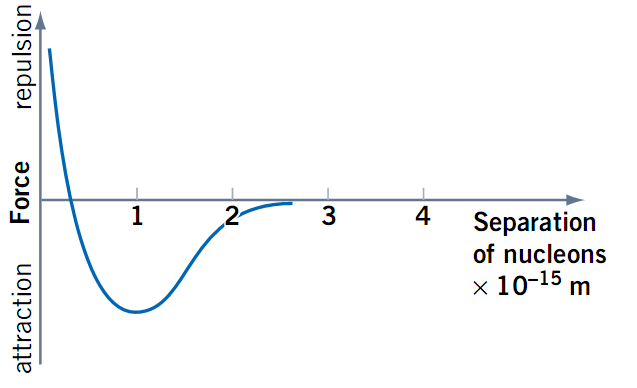 repulsion
Force
attraction
1 2 3 4
Separation
of nucleons
× 10⁻¹⁵ m